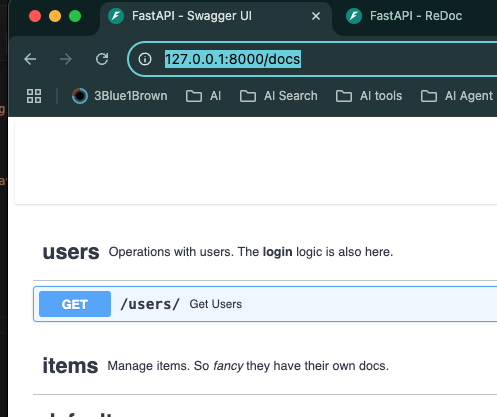 FastAPI - Swagger UI
FastAPI - ReDoc
127.0.0.1:8000/docs
3Blue1Brown AI AI Search AI tools AI Agent
users Operations with users. The login logic is also here.
GET /users/ Get Users
items Manage items. So fancy they have their own docs.